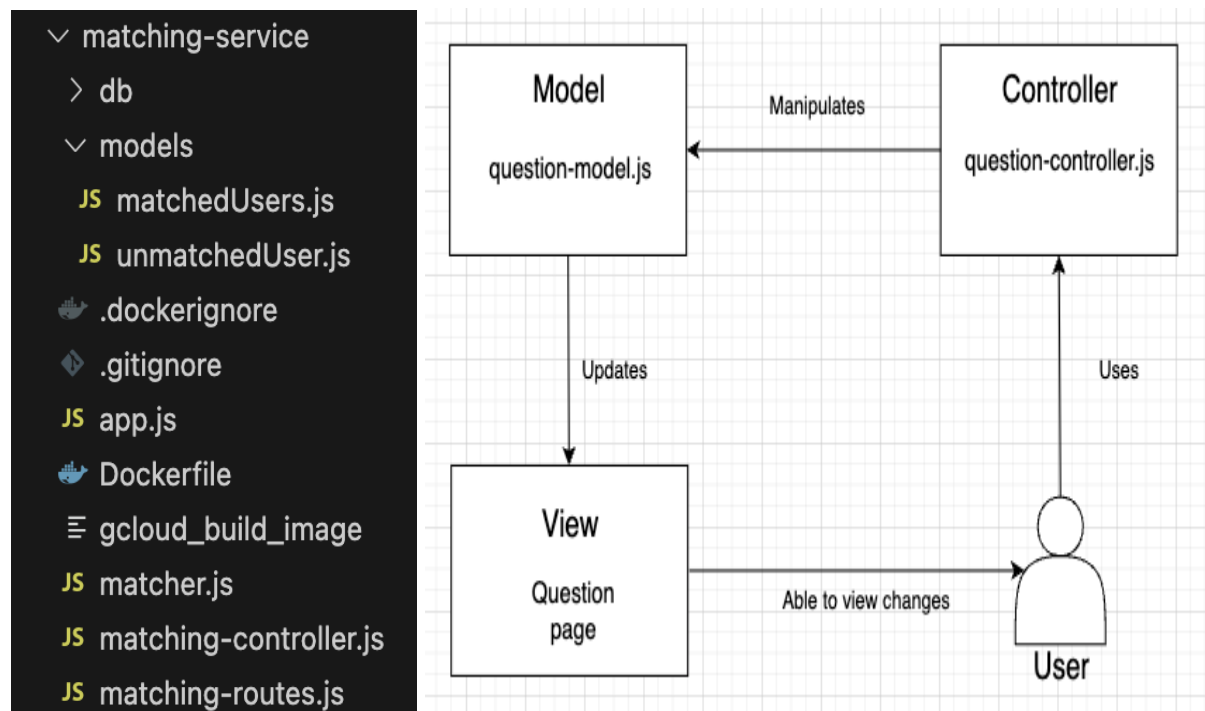 matching-service
db
models
JS matchedUsers.js
JS unmatchedUser.js
.dockerignore
.gitignore
JS app.js
Dockerfile
gcloud_build_image
JS matcher.js
JS matching-controller.js
JS matching-routes.js
Model
question-model.js
Manipulates
Controller
question-controller.js
Updates
Uses
View
Question
page
Able to view changes
User